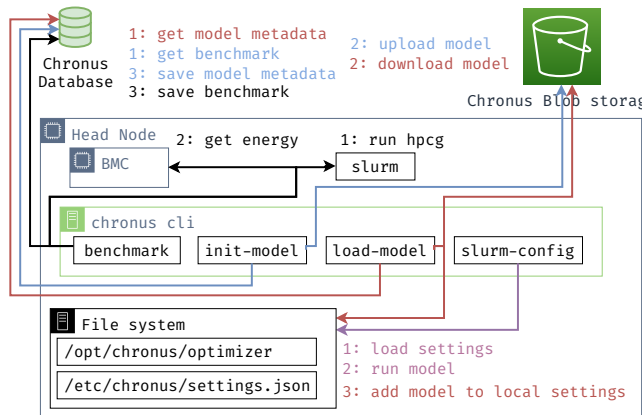 1: get model metadata
1: get benchmark
3: save model metadata
3: save benchmark
2: upload model
2: download model
Chronus
Database
Chronus Blob storag
Head Node
BMC
2: get energy
1: run hpcg
slurm
chronus cli
benchmark
init-model
load-model
slurm-config
File system
/opt/chronus/optimizer
/etc/chronus/settings.json
1: load settings
2: run model
3: add model to local settings